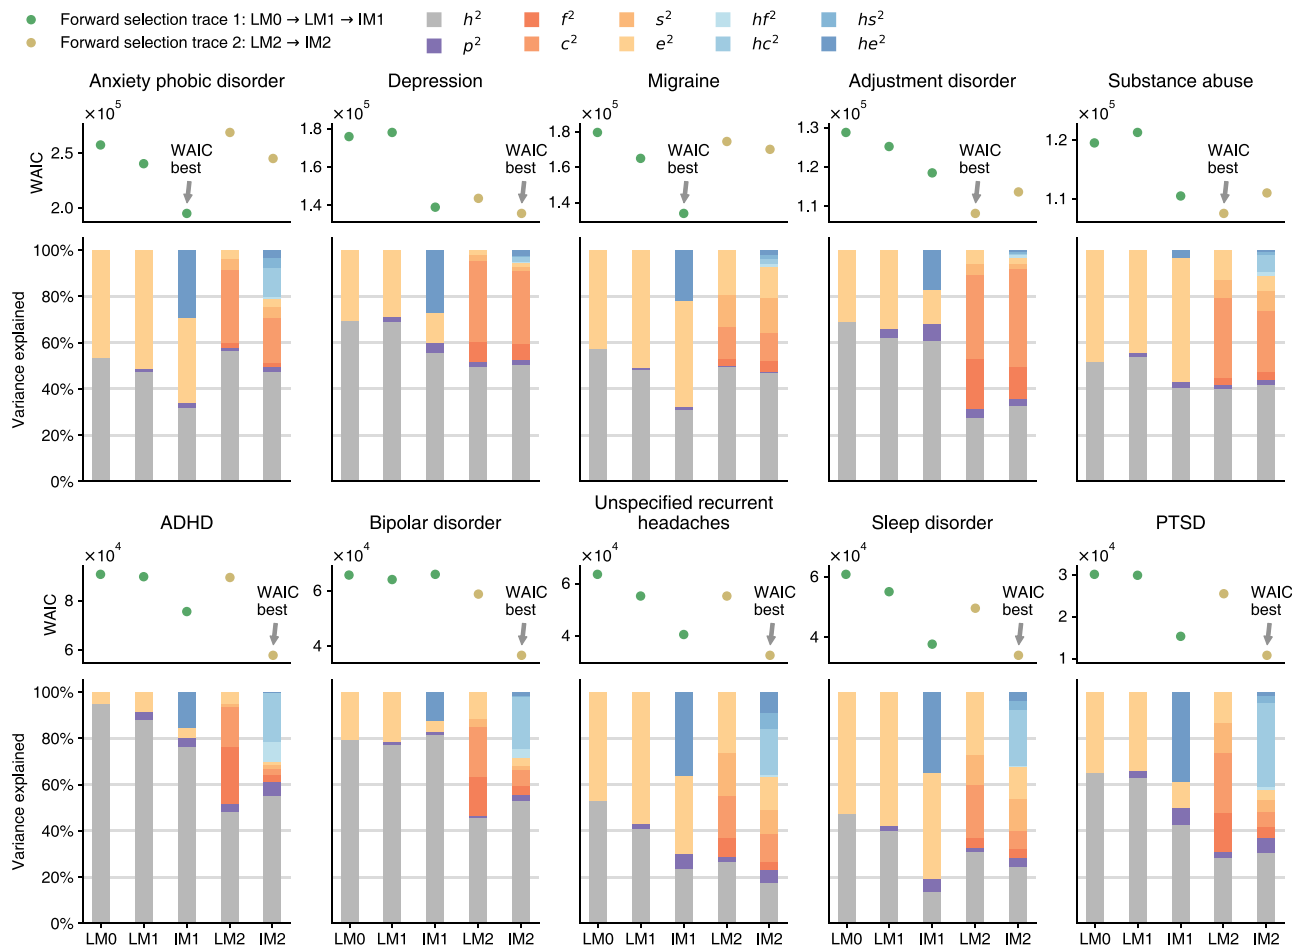 Forward selection trace 1: LM0 → LM1 → IM1
Forward selection trace 2: LM2 → IM2
h² f² s² hf² hs²
p² c² e² hc² he²
Anxiety phobic disorder Depression Migraine Adjustment disorder Substance abuse
×10⁵ ×10⁵ ×10⁵ ×10⁵
WAIC
2.5
2.0
WAIC
best
1.8
1.6
1.4
WAIC
best
×10⁵
180
160
140
WAIC
best
1.3
1.2
1.1
WAIC
best
1.2
1.1
WAIC
best
Variance explained
100%
80%
60%
40%
20%
0%
ADHD Bipolar disorder Unspecified recurrent
headaches Sleep disorder PTSD
×10⁴ ×10⁴ ×10⁴ ×10⁴ ×10⁴
WAIC
8
6
WAIC
best
6
4
WAIC
best
6
4
WAIC
best
6
4
WAIC
best
3
2
1
WAIC
best
Variance explained
100%
80%
60%
40%
20%
0%
LM0 LM1 IM1 LM2 IM2 LM0 LM1 IM1 LM2 IM2 LM0 LM1 IM1 LM2 IM2 LM0 LM1 IM1 LM2 IM2 LM0 LM1 IM1 LM2 IM2